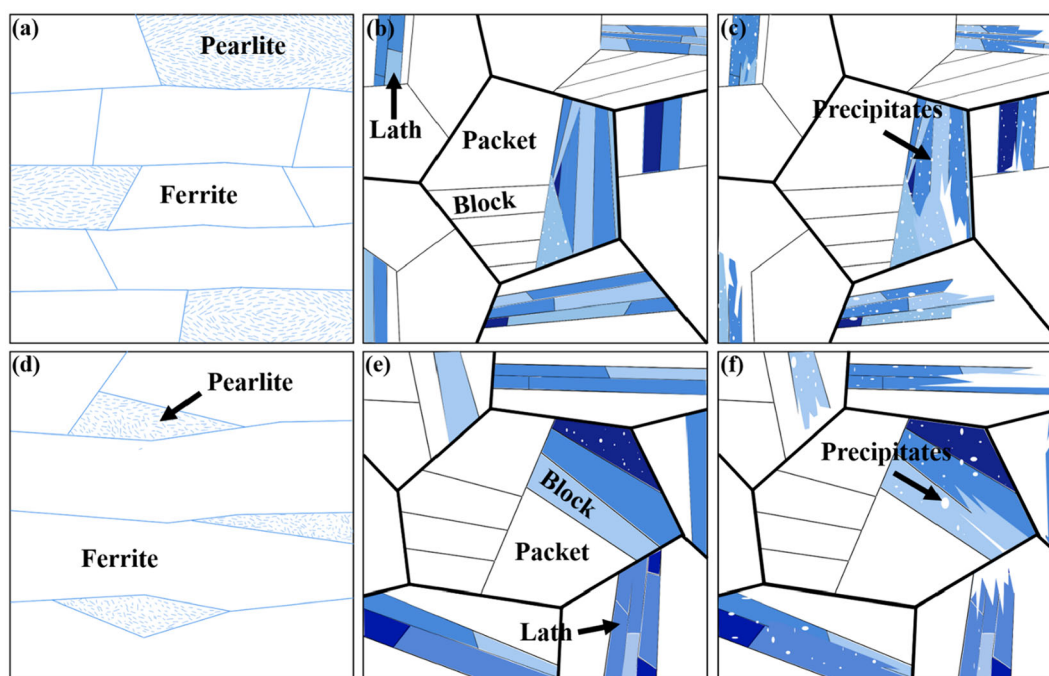 (a)
Pearlite
Ferrite
(b)
Lath
Packet
Block
(c)
Precipitates
(d)
Pearlite
Ferrite
(e)
Block
Packet
Lath
(f)
Precipitates